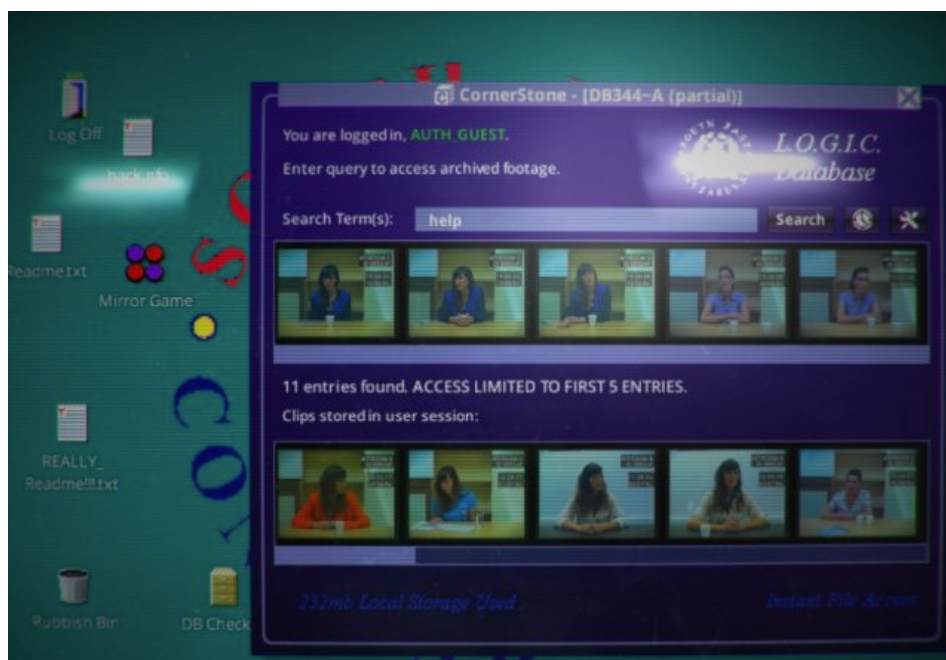 CornerStone - [DB344-A (partial)]
You are logged in, AUTH_GUEST.
Enter query to access archived footage.
L.O.G.I.C.
Database
Search Term(s):
help
Search
11 entries found. ACCESS LIMITED TO FIRST 5 ENTRIES.
Clips stored in user session:
232mb Local Storage Used
Instant File Access
Log Off
hack.nfo
Readme.txt
Mirror Game
REALLY_
Readme!!!.txt
Rubbish Bin
DB Check